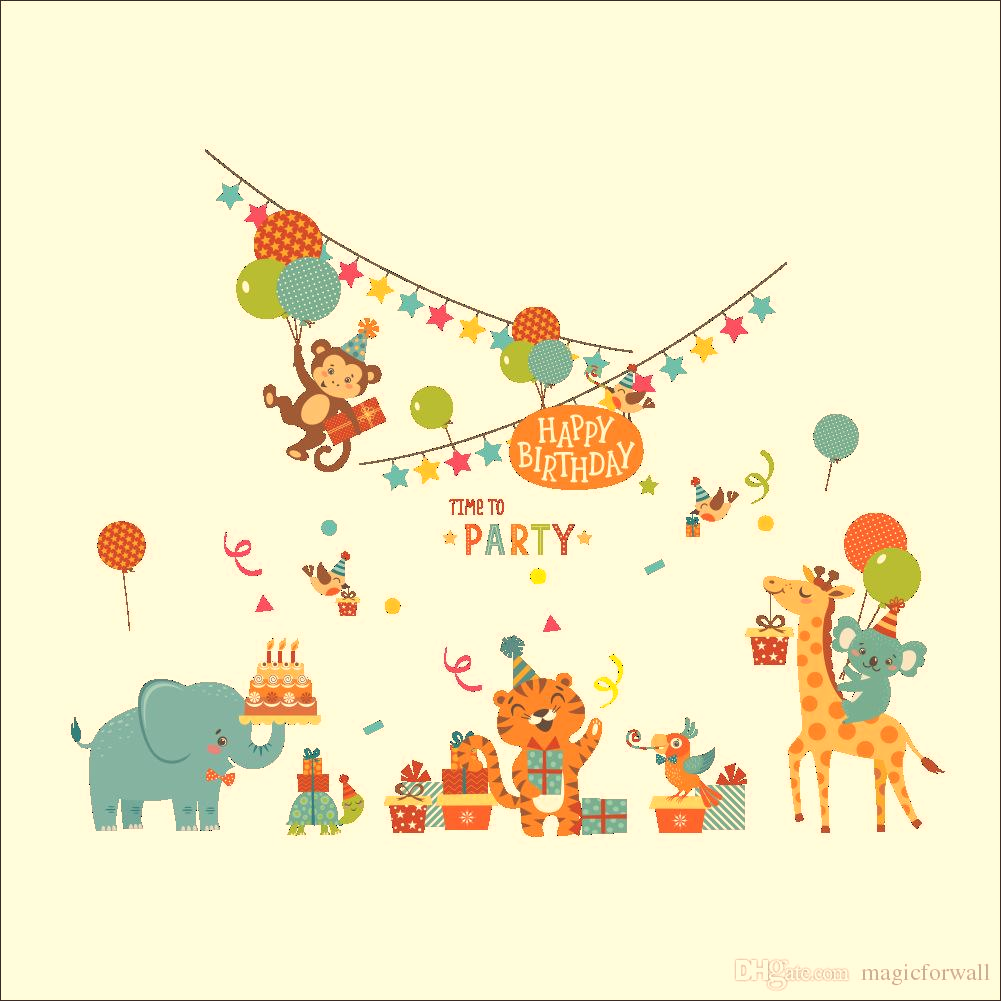 HAPPY
BIRTHDAY
TIME TO
PARTY
DHgate.com magicforwall